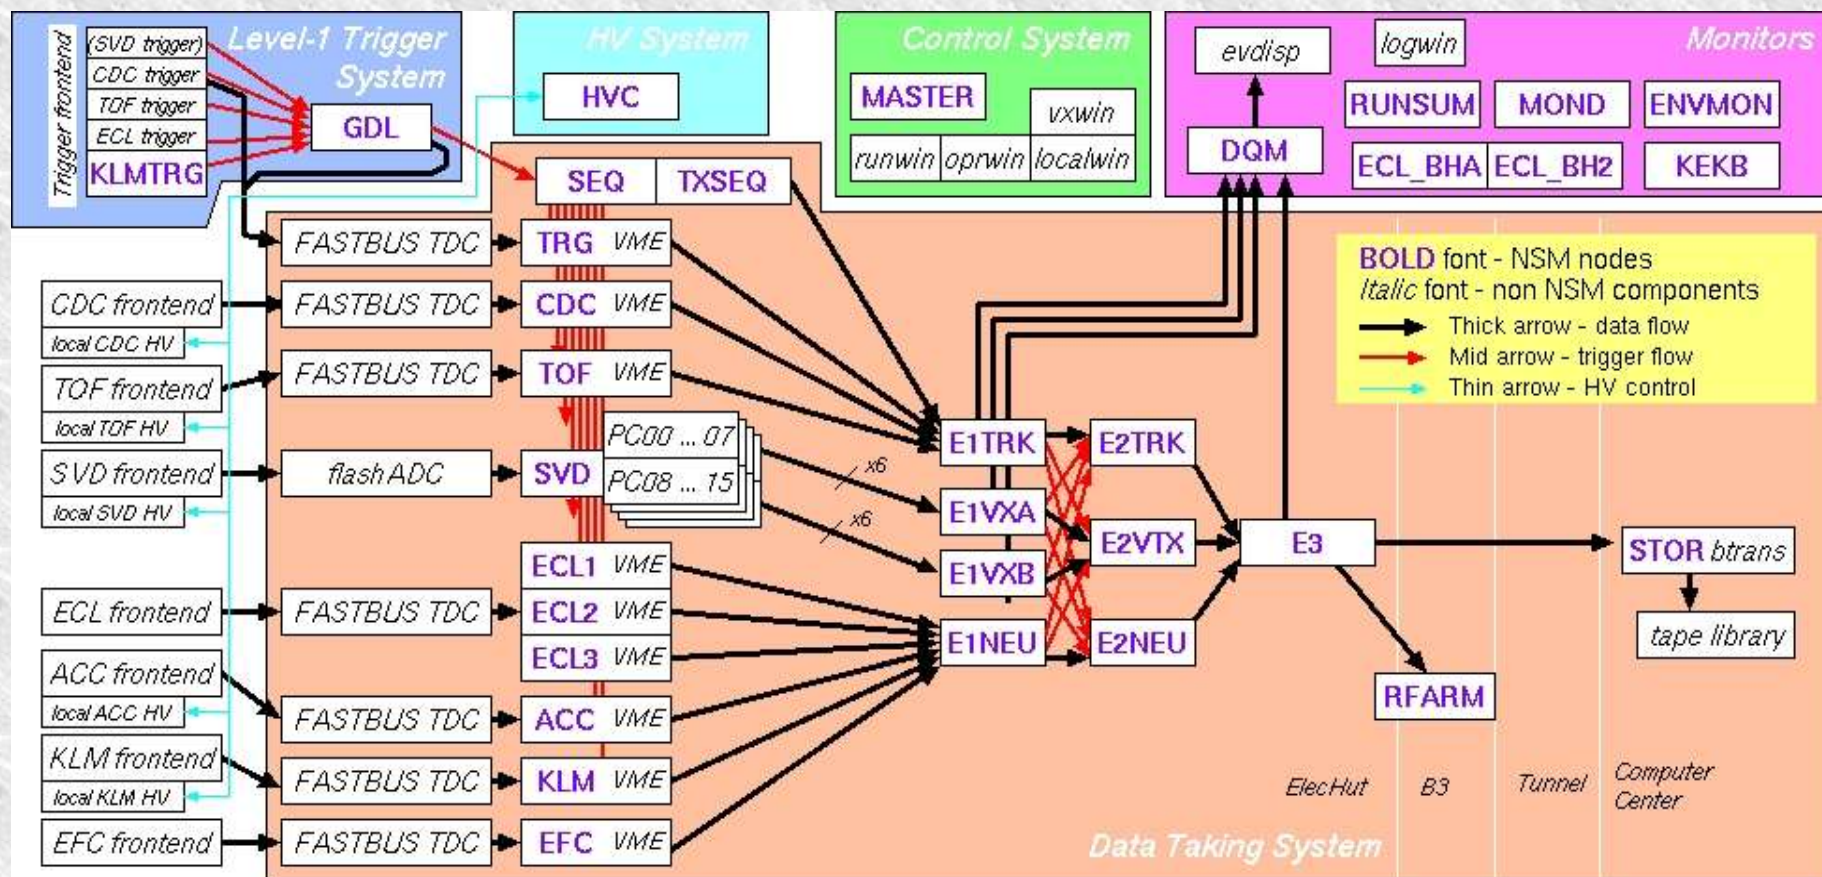 Trigger frontend
(SVD trigger)
CDC trigger
TOF trigger
ECL trigger
KLMTRG
Level-1 Trigger
System
GDL
HV System
HVC
Control System
MASTER
vxwin
runwin oprwin localwin
Monitors
evdisp
logwin
DQM
RUNSUM MOND ENVMON
ECL_BHA ECL_BH2 KEKB
SEQ TXSEQ
FASTBUS TDC TRG VME
CDC frontend FASTBUS TDC CDC VME
local CDC HV
TOF frontend FASTBUS TDC TOF VME
local TOF HV
SVD frontend flash ADC SVD
PC00 ... 07
PC08 ... 15
local SVD HV
x6
x6
ECL1 VME
ECL frontend FASTBUS TDC ECL2 VME
ECL3 VME
ACC frontend FASTBUS TDC ACC VME
local ACC HV
KLM frontend FASTBUS TDC KLM VME
local KLM HV
EFC frontend FASTBUS TDC EFC VME
E1TRK
E1VXA
E1VXB
E1NEU
E2TRK
E2VTX
E2NEU
E3
STOR btrans
tape library
RFARM
BOLD font - NSM nodes
Italic font - non NSM components
Thick arrow - data flow
Mid arrow - trigger flow
Thin arrow - HV control
ElecHut B3 Tunnel Computer
Center
Data Taking System